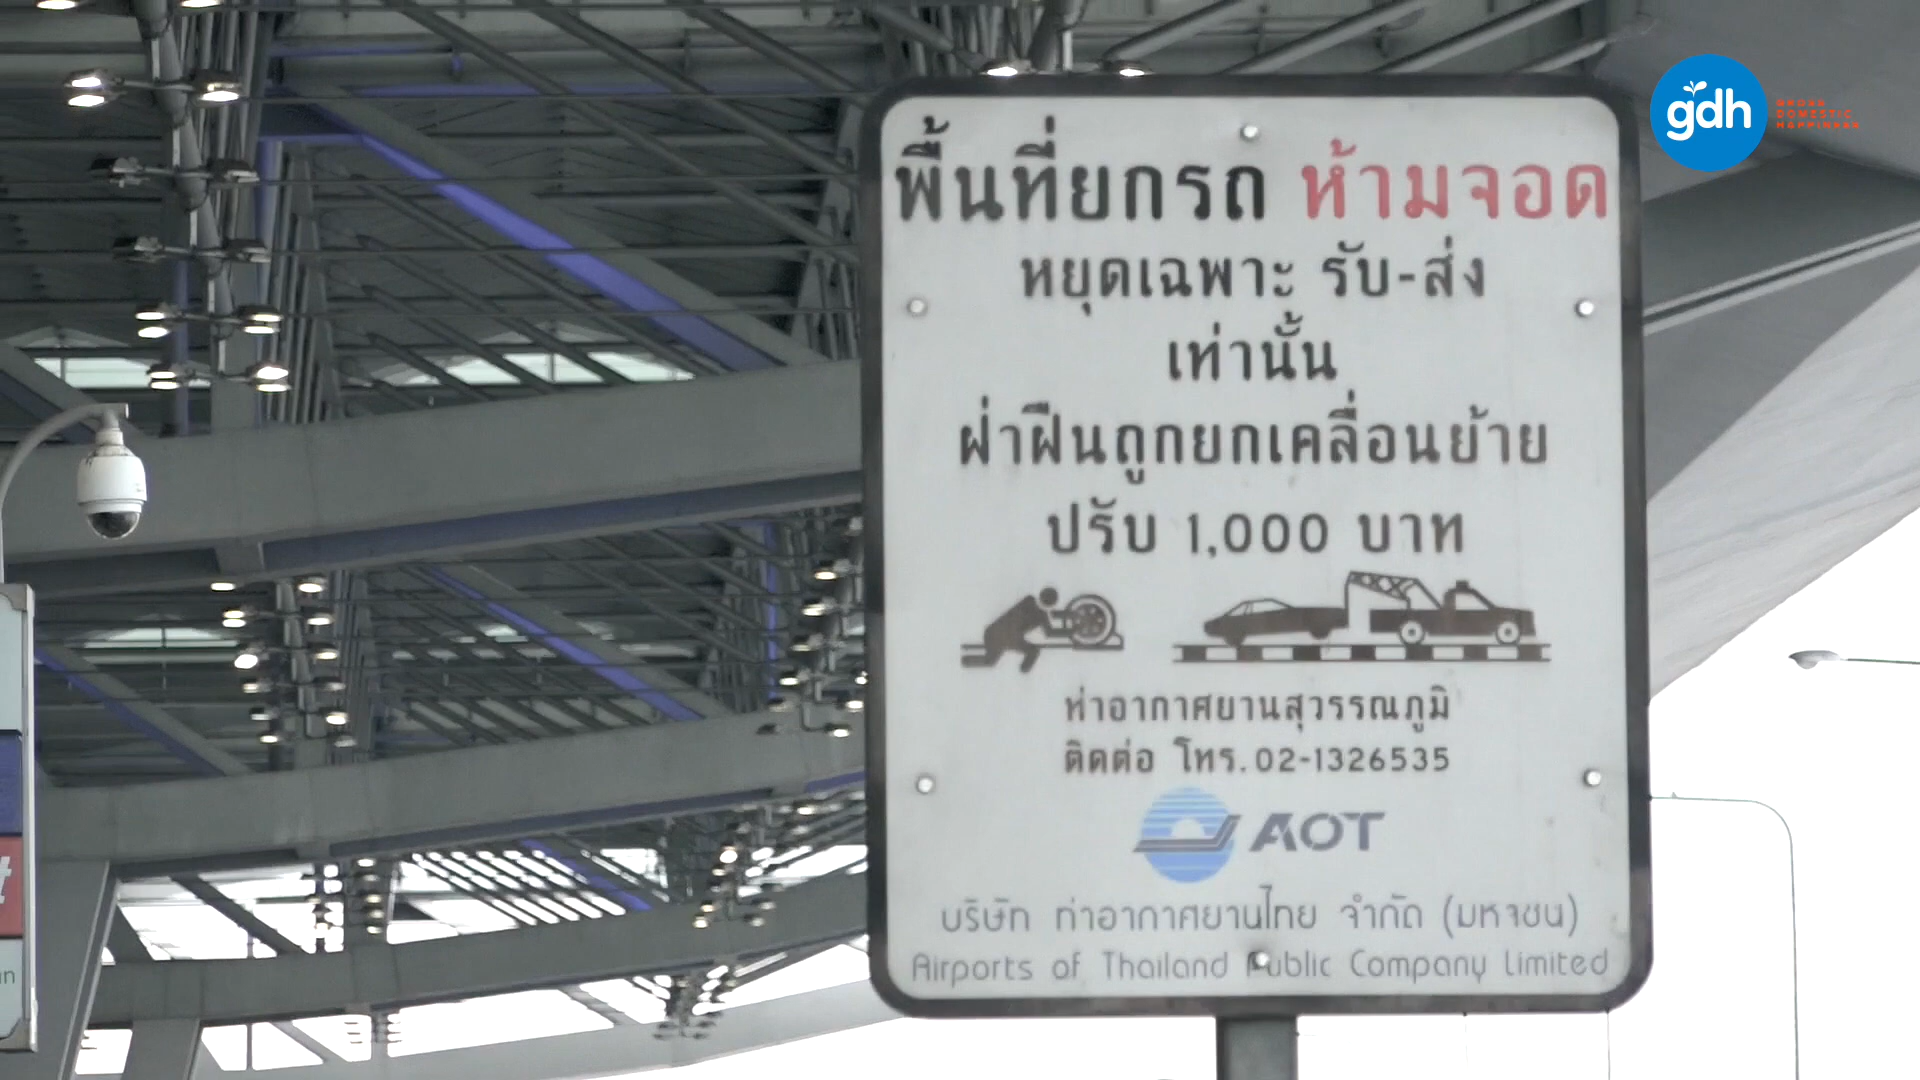 พื้นที่ยกรถ ห้ามจอด
หยุดเฉพาะ รับ-ส่ง
เท่านั้น
ฝ่าฝืนถูกยกเคลื่อนย้าย
ปรับ 1,000 บาท
ท่าอากาศยานสุวรรณภูมิ
ติดต่อ โทร. 02-1326535
AOT
บริษัท ท่าอากาศยานไทย จำกัด (มหาชน)
Airports of Thailand Public Company Limited
gdh
GROSS
DOMESTIC
HAPPINESS